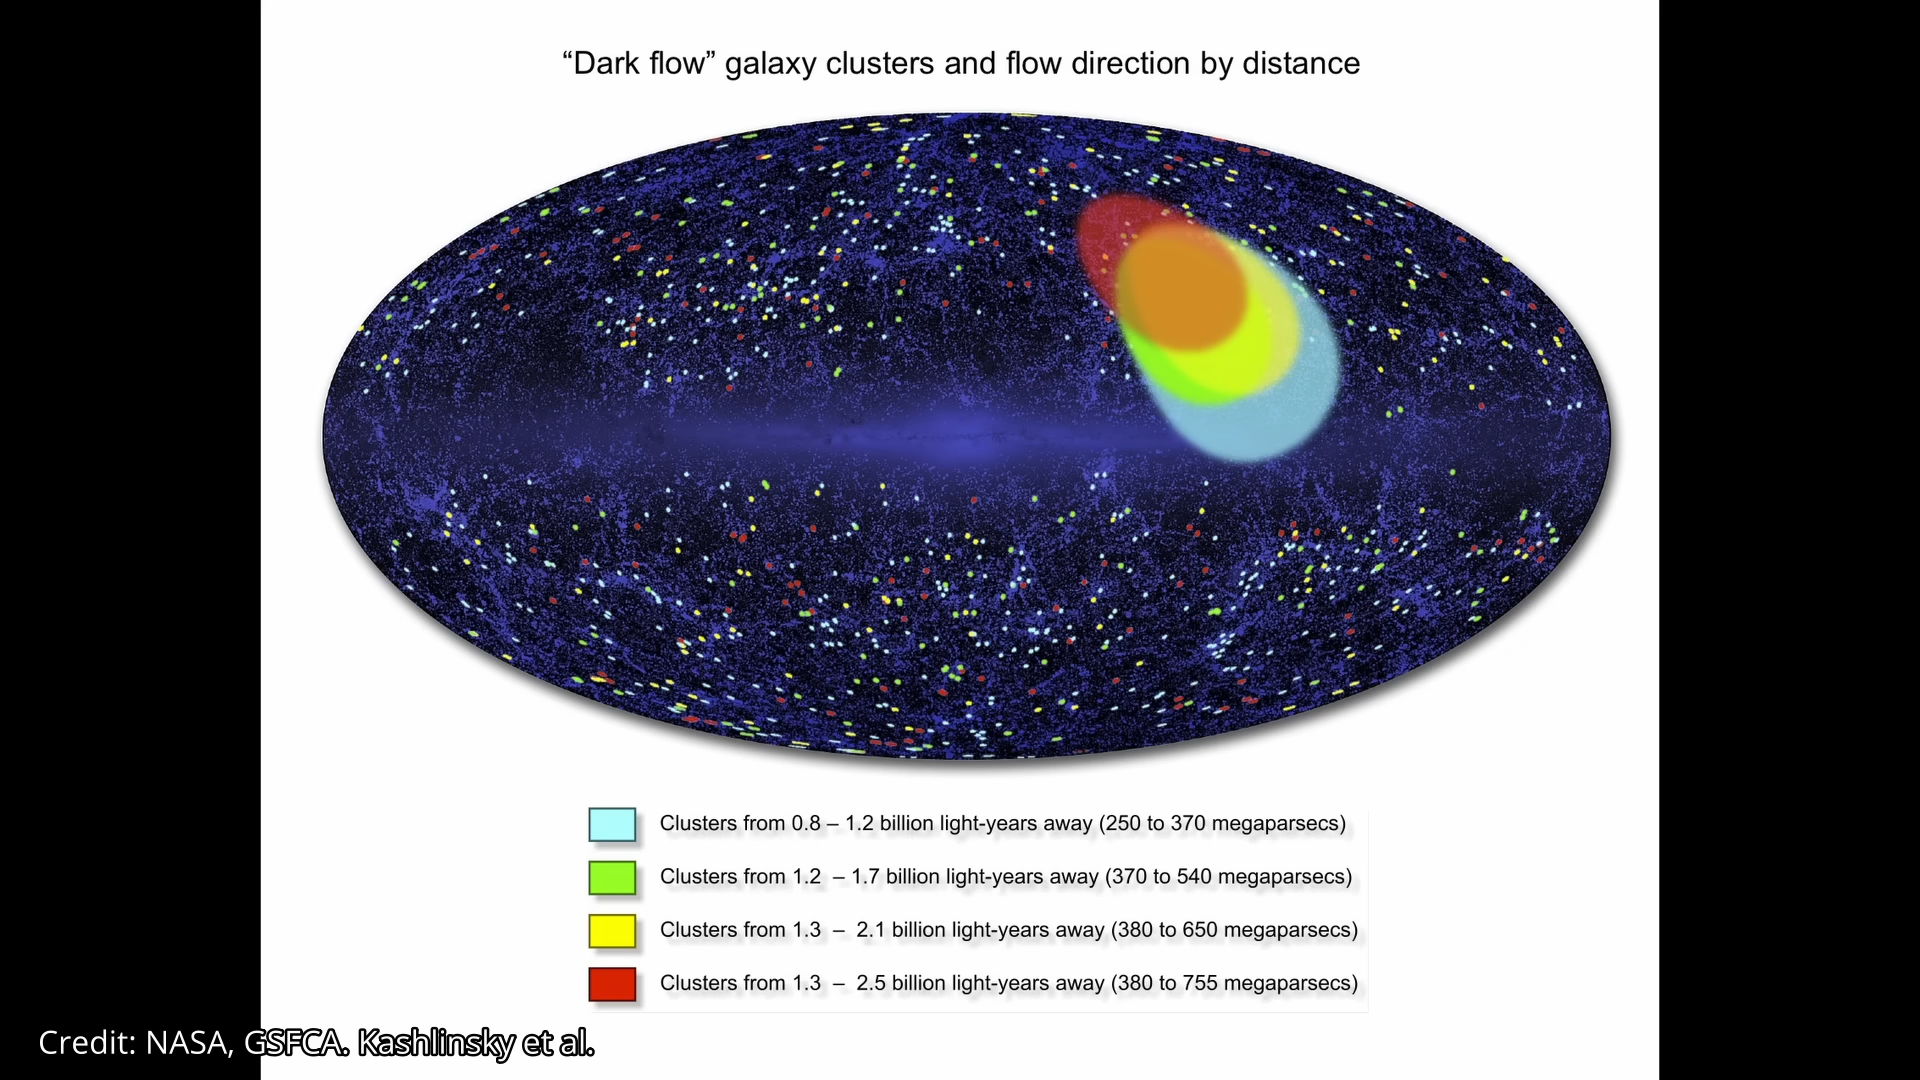 “Dark flow” galaxy clusters and flow direction by distance
Clusters from 0.8 – 1.2 billion light-years away (250 to 370 megaparsecs)
Clusters from 1.2 – 1.7 billion light-years away (370 to 540 megaparsecs)
Clusters from 1.3 – 2.1 billion light-years away (380 to 650 megaparsecs)
Clusters from 1.3 – 2.5 billion light-years away (380 to 755 megaparsecs)
Credit: NASA, GSFCA. Kashlinsky et al.